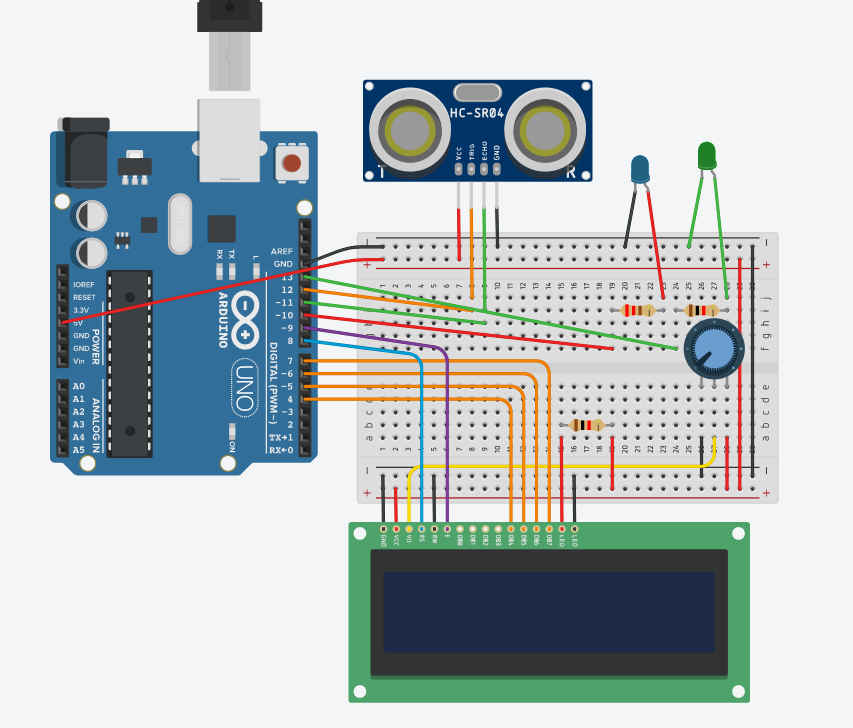 HC-SR04
VCC
TRIG
ECHO
GND
T
R
AREF
GND
13
12
~11
~10
~9
8
7
~6
~5
4
~3
2
TX→1
RX←0
DIGITAL (PWM~)
IOREF
RESET
3.3V
5V
GND
GND
Vin
POWER
A0
A1
A2
A3
A4
A5
ANALOG IN
RX
TX
L
ARDUINO
UNO
ON
GND
VCC
V0
RS
RW
E
DB0
DB1
DB2
DB3
DB4
DB5
DB6
DB7
LED
LED